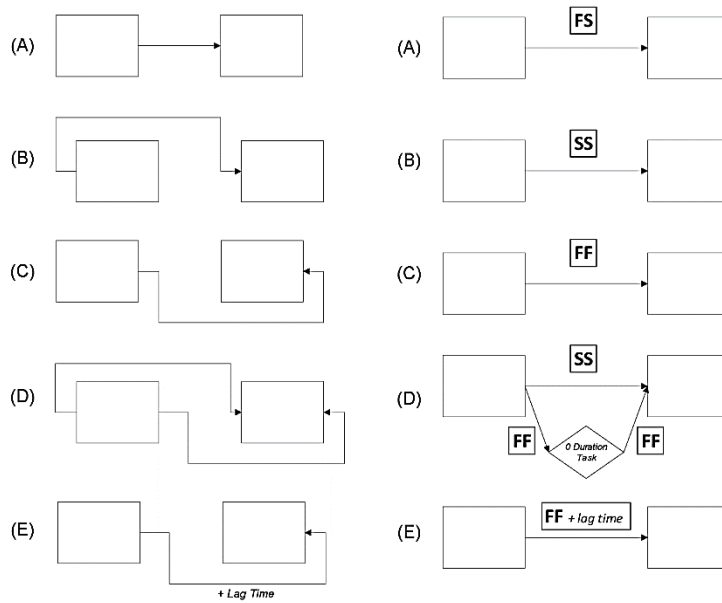 (A)
(B)
(C)
(D)
(E)
+ Lag Time
(A)
FS
(B)
SS
(C)
FF
(D)
SS
FF
0 Duration
Task
FF
(E)
FF + lag time